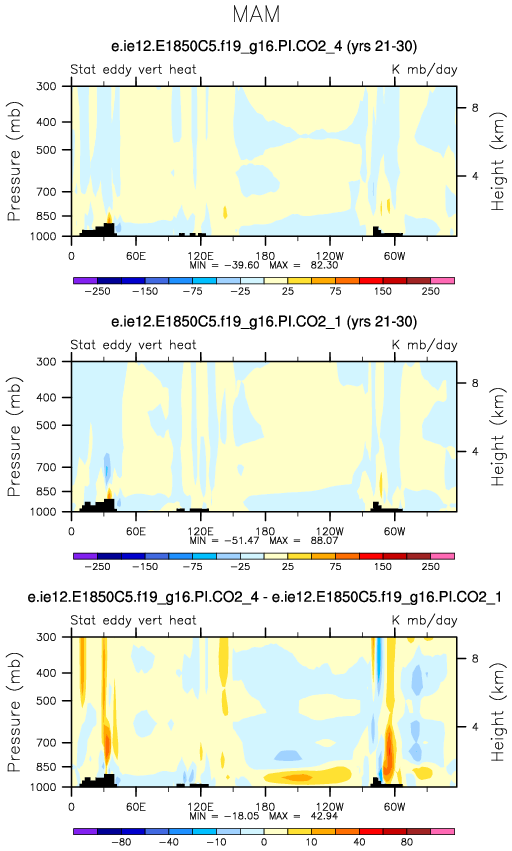 MAM
e.ie12.E1850C5.f19_g16.PI.CO2_4 (yrs 21-30)
Stat eddy vert heat K mb/day
Pressure (mb)
300
400
500
700
850
1000
8
4
Height (km)
0 60E 120E 180 120W 60W
MIN = -39.60 MAX = 82.30
-250 -150 -75 -25 25 75 150 250
e.ie12.E1850C5.f19_g16.PI.CO2_1 (yrs 21-30)
Stat eddy vert heat K mb/day
Pressure (mb)
300
400
500
700
850
1000
8
4
Height (km)
0 60E 120E 180 120W 60W
MIN = -51.47 MAX = 88.07
-250 -150 -75 -25 25 75 150 250
e.ie12.E1850C5.f19_g16.PI.CO2_4 - e.ie12.E1850C5.f19_g16.PI.CO2_1
Stat eddy vert heat K mb/day
Pressure (mb)
300
400
500
700
850
1000
8
4
Height (km)
0 60E 120E 180 120W 60W
MIN = -18.05 MAX = 42.94
-80 -40 -10 0 10 40 80